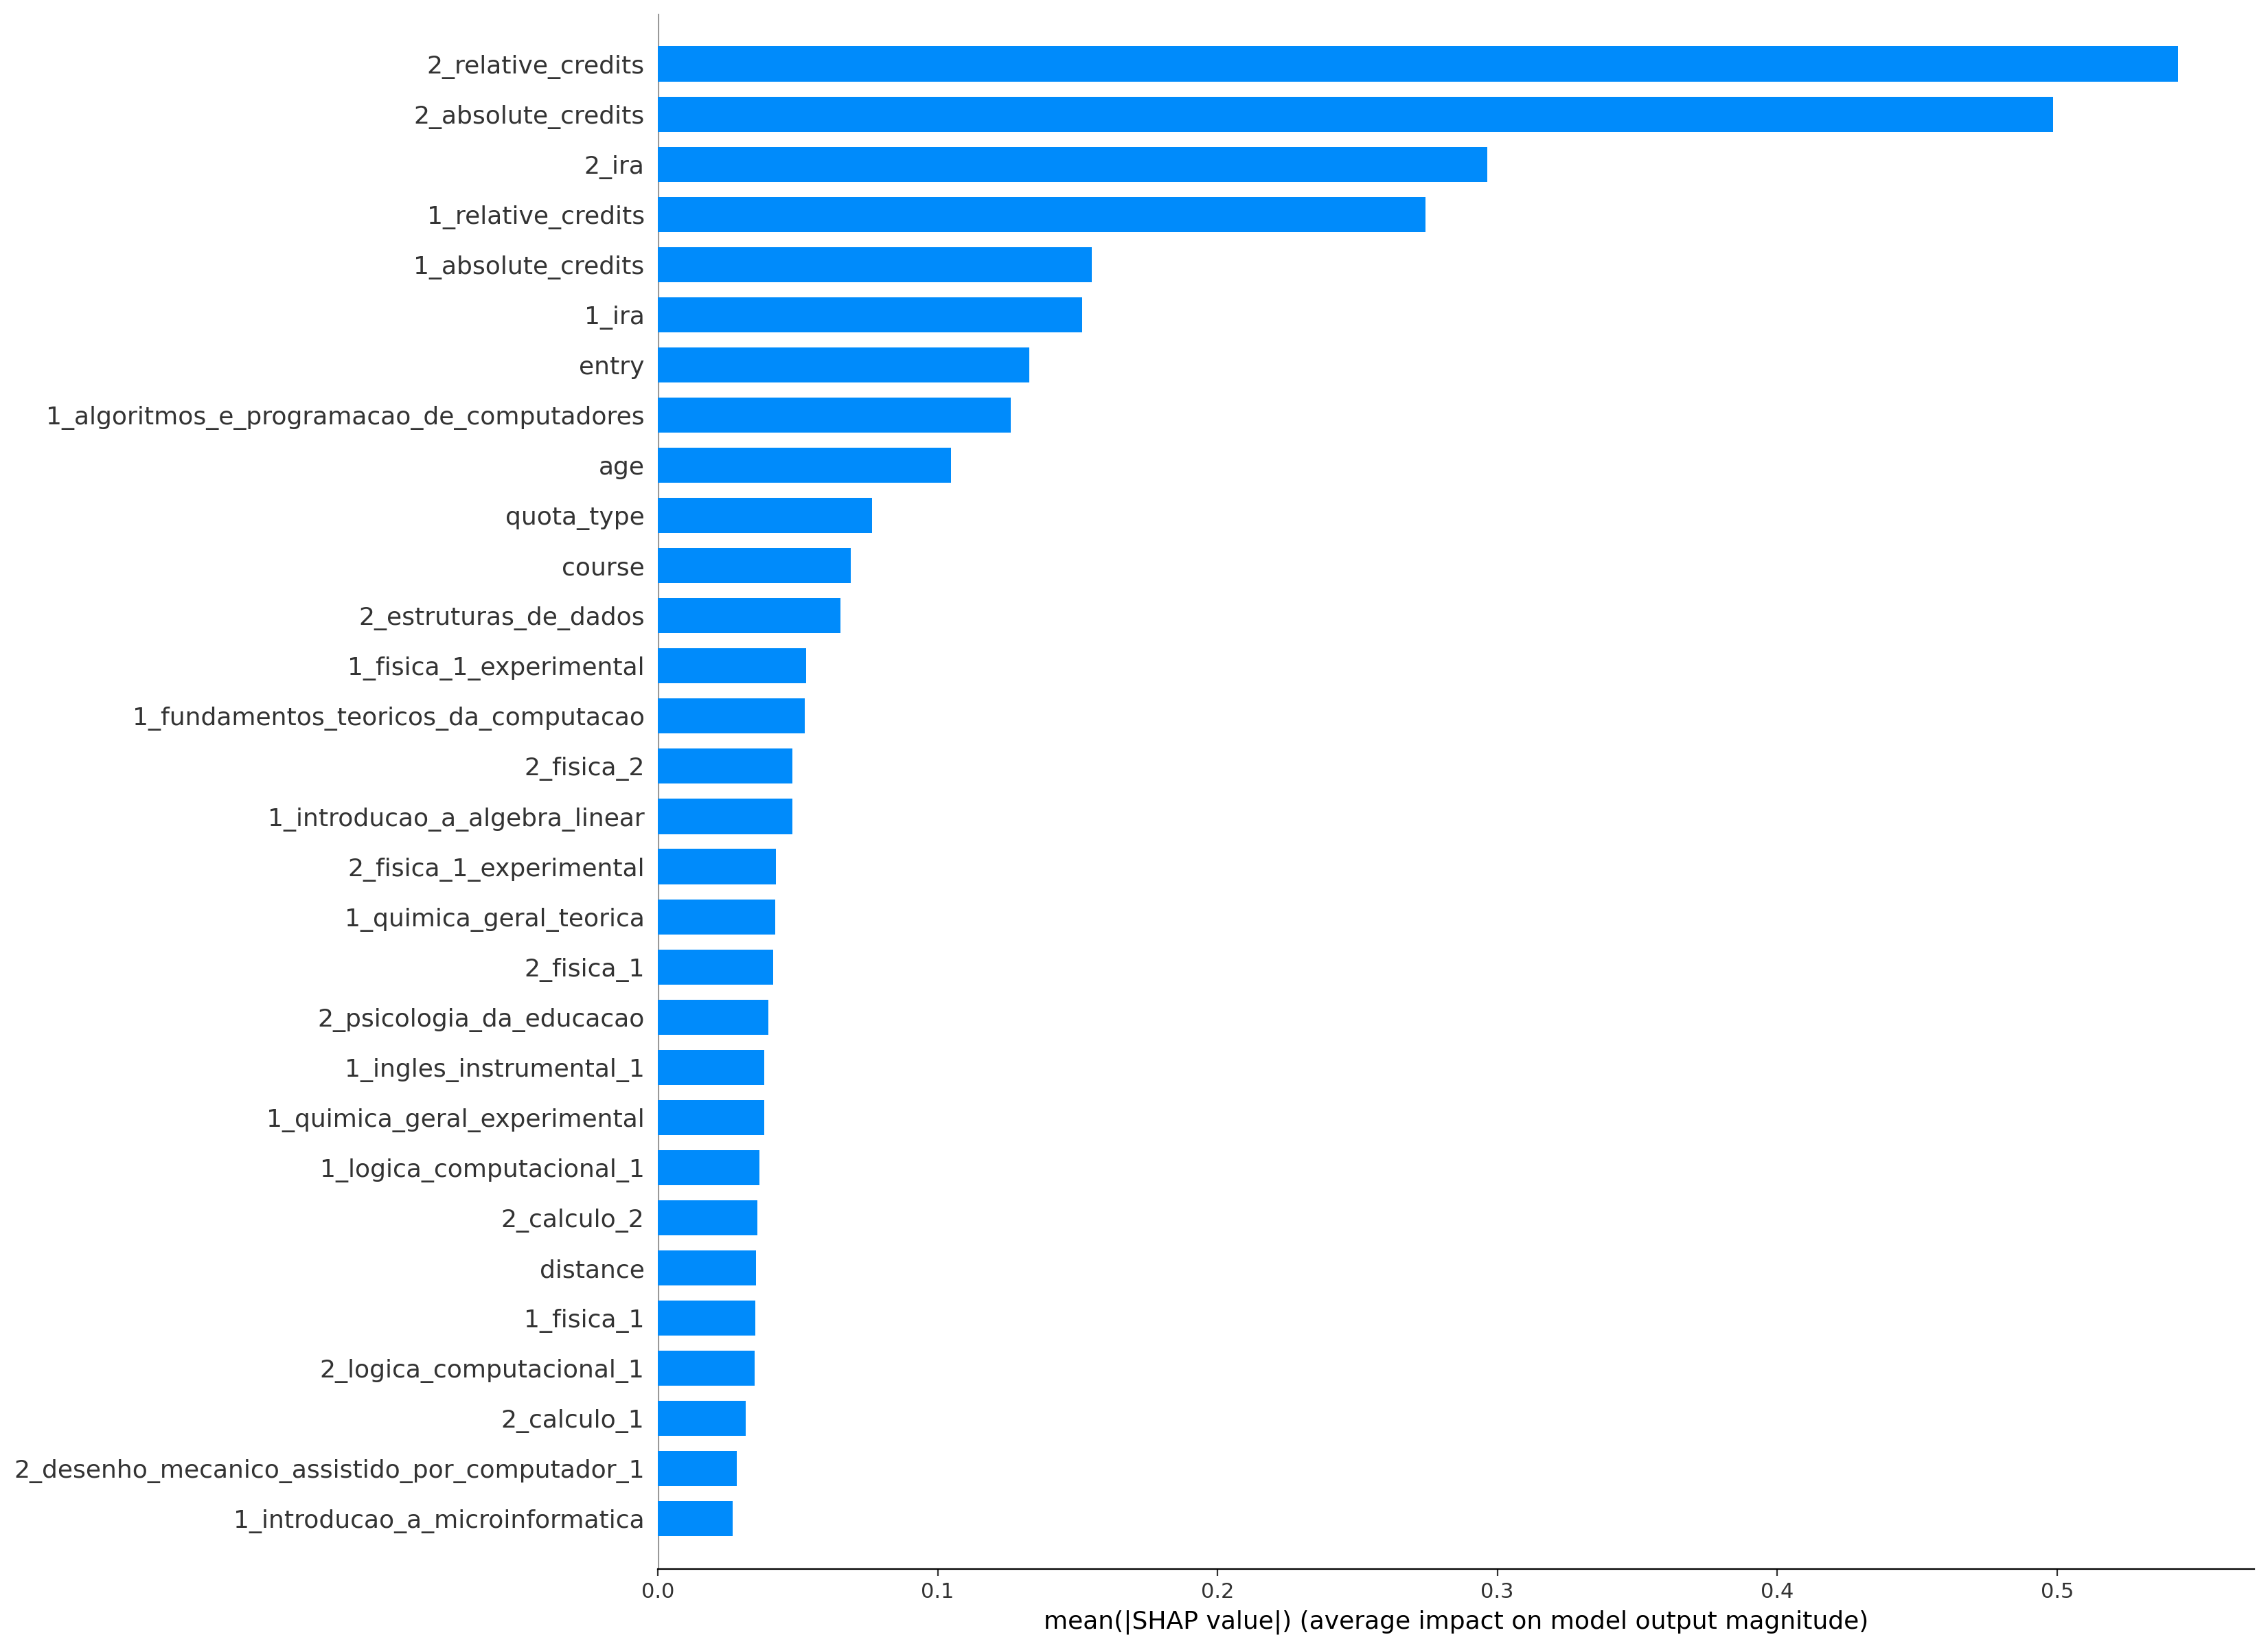 2_relative_credits
2_absolute_credits
2_ira
1_relative_credits
1_absolute_credits
1_ira
entry
1_algoritmos_e_programacao_de_computadores
age
quota_type
course
2_estruturas_de_dados
1_fisica_1_experimental
1_fundamentos_teoricos_da_computacao
2_fisica_2
1_introducao_a_algebra_linear
2_fisica_1_experimental
1_quimica_geral_teorica
2_fisica_1
2_psicologia_da_educacao
1_ingles_instrumental_1
1_quimica_geral_experimental
1_logica_computacional_1
2_calculo_2
distance
1_fisica_1
2_logica_computacional_1
2_calculo_1
2_desenho_mecanico_assistido_por_computador_1
1_introducao_a_microinformatica
0.0 0.1 0.2 0.3 0.4 0.5
mean(|SHAP value|) (average impact on model output magnitude)